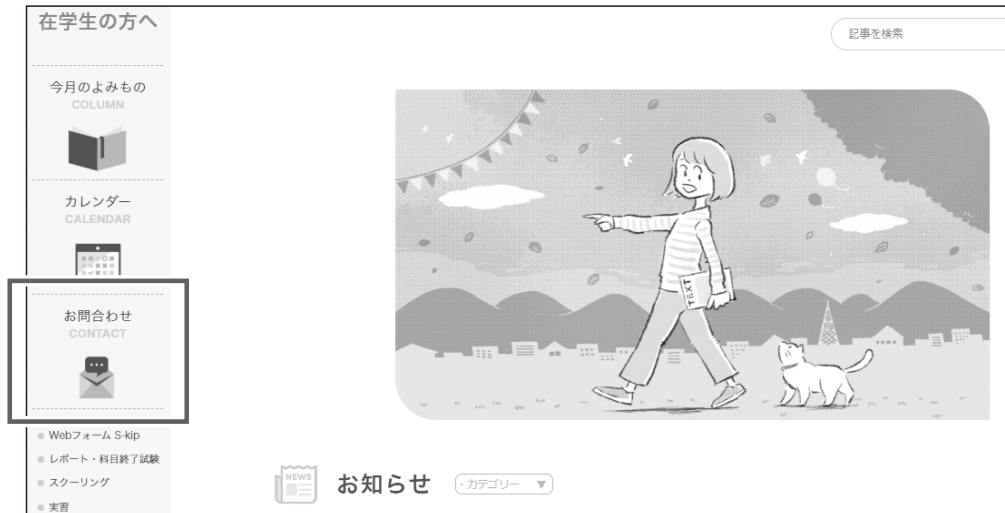 在学生の方へ
記事を検索
今月のよみもの
COLUMN
カレンダー
CALENDAR
お問合わせ
CONTACT
Webフォーム S-kip
レポート・科目終了試験
スクーリング
実習
TEXT
NEWS
お知らせ
- カテゴリー ▼